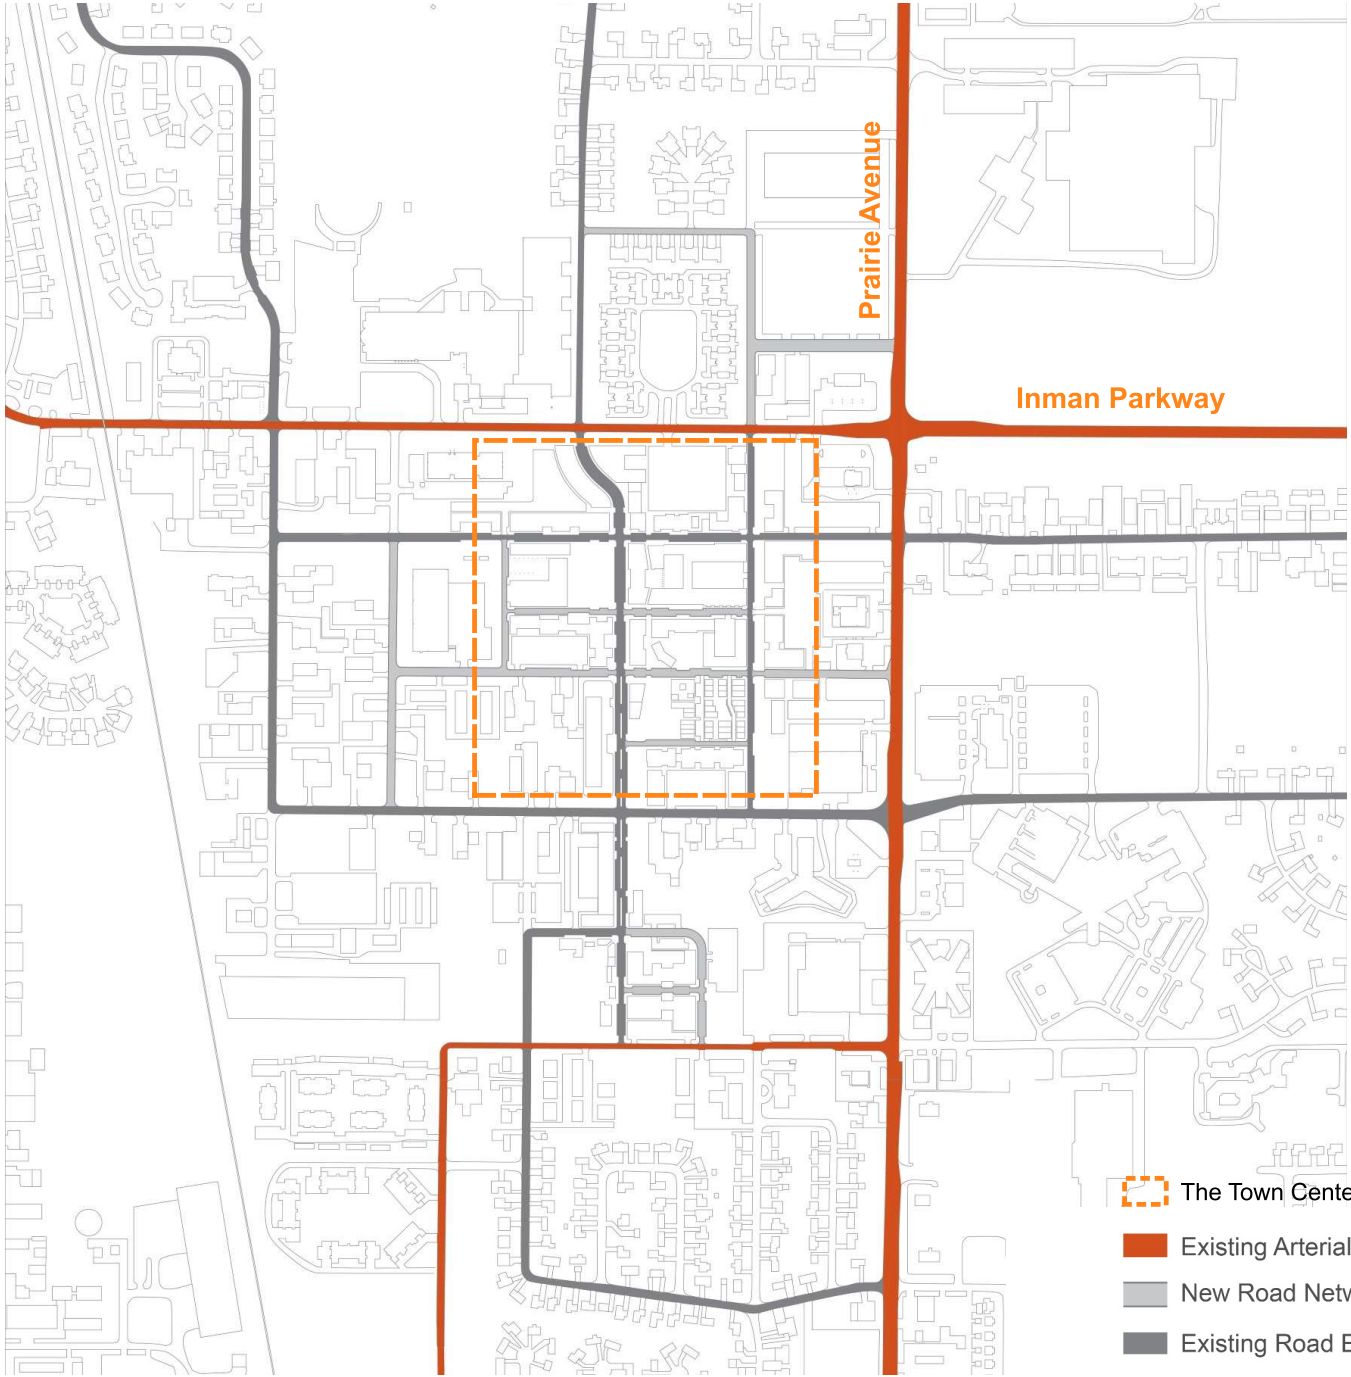 Prairie Avenue
Inman Parkway
The Town Cente
Existing Arterial
New Road Netw
Existing Road E